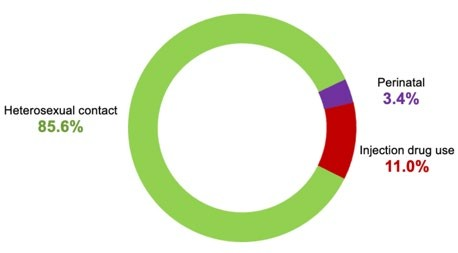 Heterosexual contact
85.6%
Perinatal
3.4%
Injection drug use
11.0%